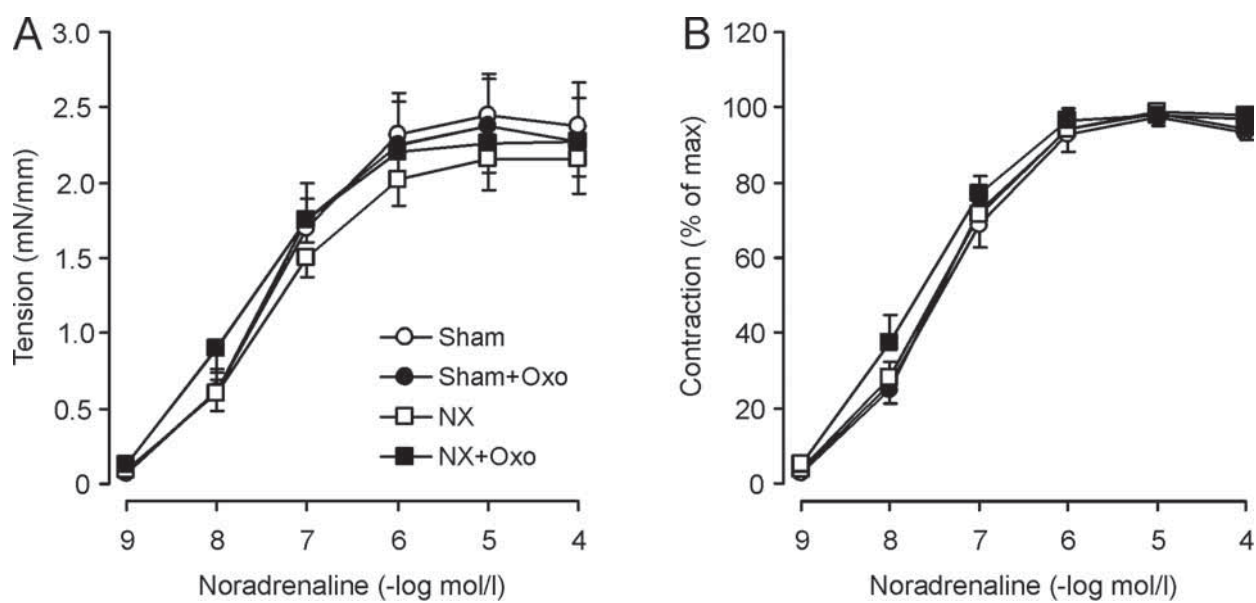 A
Tension (mN/mm)
3.0
2.5
2.0
1.5
1.0
0.5
0
Sham
Sham+Oxo
NX
NX+Oxo
9 8 7 6 5 4
Noradrenaline (-log mol/l)
B
Contraction (% of max)
120
100
80
60
40
20
0
9 8 7 6 5 4
Noradrenaline (-log mol/l)